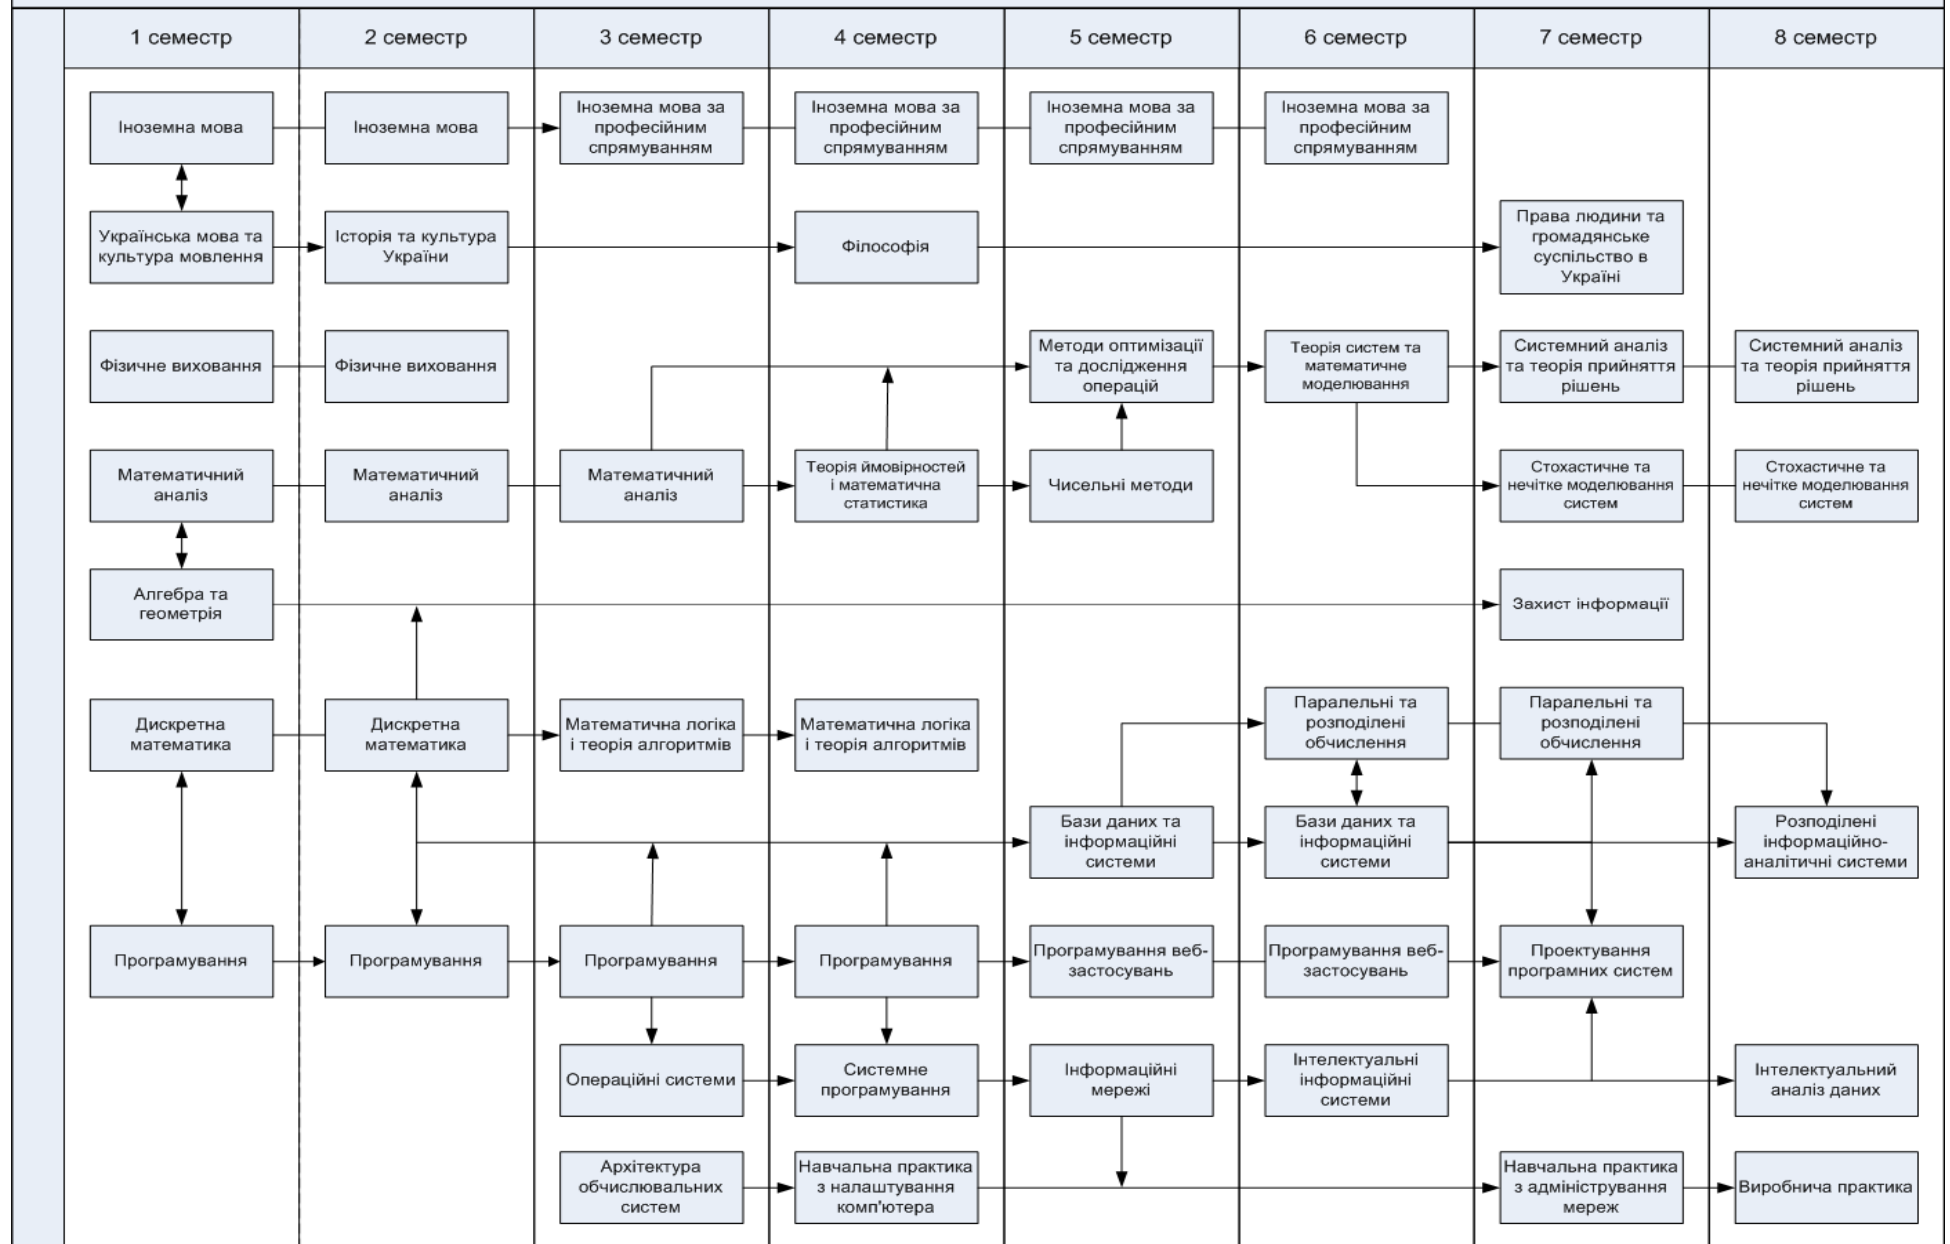 1 семестр
2 семестр
3 семестр
4 семестр
5 семестр
6 семестр
7 семестр
8 семестр
Іноземна мова
Іноземна мова
Іноземна мова за
професійним
спрямуванням
Іноземна мова за
професійним
спрямуванням
Іноземна мова за
професійним
спрямуванням
Іноземна мова за
професійним
спрямуванням
Українська мова та
культура мовлення
Історія та культура
України
Філософія
Права людини та
громадянське
суспільство в
Україні
Фізичне виховання
Фізичне виховання
Методи оптимізації
та дослідження
операцій
Теорія систем та
математичне
моделювання
Системний аналіз
та теорія прийняття
рішень
Системний аналіз
та теорія прийняття
рішень
Математичний
аналіз
Математичний
аналіз
Математичний
аналіз
Теорія ймовірностей
і математична
статистика
Чисельні методи
Стохастичне та
нечітке моделювання
систем
Стохастичне та
нечітке моделювання
систем
Алгебра та
геометрія
Захист інформації
Дискретна
математика
Дискретна
математика
Математична логіка
і теорія алгоритмів
Математична логіка
і теорія алгоритмів
Паралельні та
розподілені
обчислення
Паралельні та
розподілені
обчислення
Бази даних та
інформаційні
системи
Бази даних та
інформаційні
системи
Розподілені
інформаційно-
аналітичні системи
Програмування
Програмування
Програмування
Програмування
Програмування веб-
застосувань
Програмування веб-
застосувань
Проектування
програмних систем
Операційні системи
Системне
програмування
Інформаційні
мережі
Інтелектуальні
інформаційні
системи
Інтелектуальний
аналіз даних
Архітектура
обчислювальних
систем
Навчальна практика
з налаштування
комп'ютера
Навчальна практика
з адміністрування
мереж
Виробнича практика